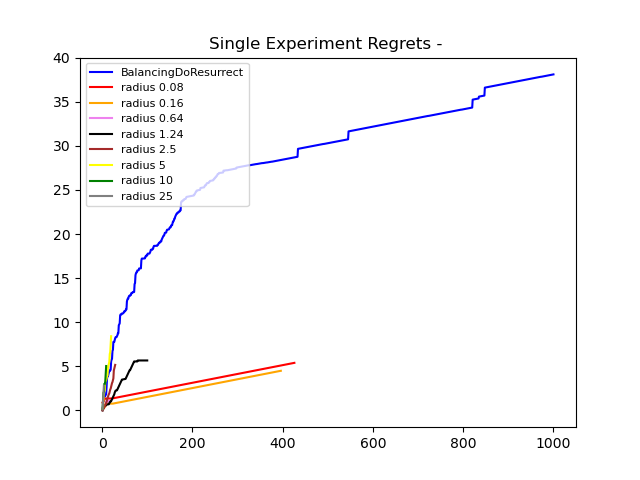 Single Experiment Regrets -
BalancingDoResurrect
radius 0.08
radius 0.16
radius 0.64
radius 1.24
radius 2.5
radius 5
radius 10
radius 25
40
35
30
25
20
15
10
5
0
0 200 400 600 800 1000